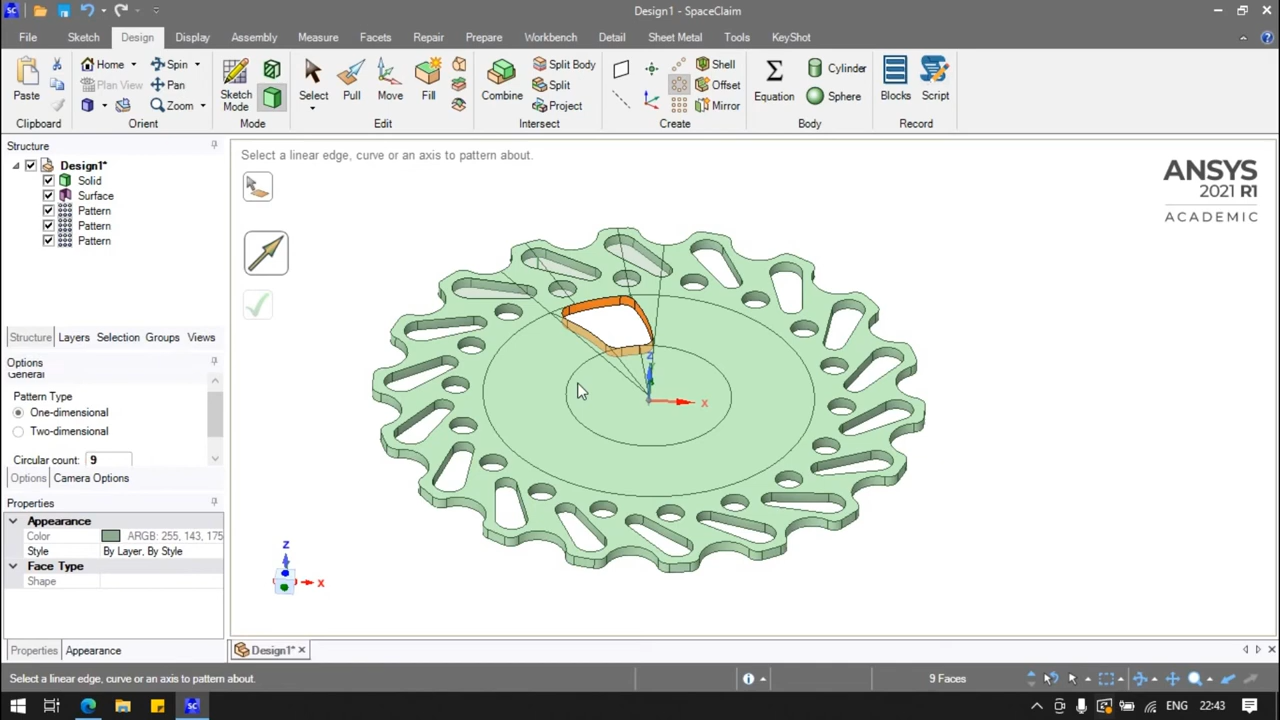 Design1 - SpaceClaim
File Sketch Design Display Assembly Measure Facets Repair Prepare Workbench Detail Sheet Metal Tools KeyShot
Home Spin Split Body Shell Cylinder
Plan View Pan Split Offset
Paste Sketch Mode Select Pull Move Fill Combine Equation Blocks Script
Zoom Project Mirror Sphere
Clipboard Orient Mode Edit Intersect Create Body Record
Structure
Select a linear edge, curve or an axis to pattern about.
Design1*
Solid
Surface
Pattern
Pattern
Pattern
ANSYS
2021 R1
ACADEMIC
Structure Layers Selection Groups Views
Options
General
Pattern Type
One-dimensional
Two-dimensional
Circular count: 9
Options Camera Options
Properties
Appearance
Color ARGB: 255, 143, 175
Style By Layer, By Style
Face Type
Shape
Z
X
Z
X
Properties Appearance
Design1*
Select a linear edge, curve or an axis to pattern about.
9 Faces
ENG 22:43